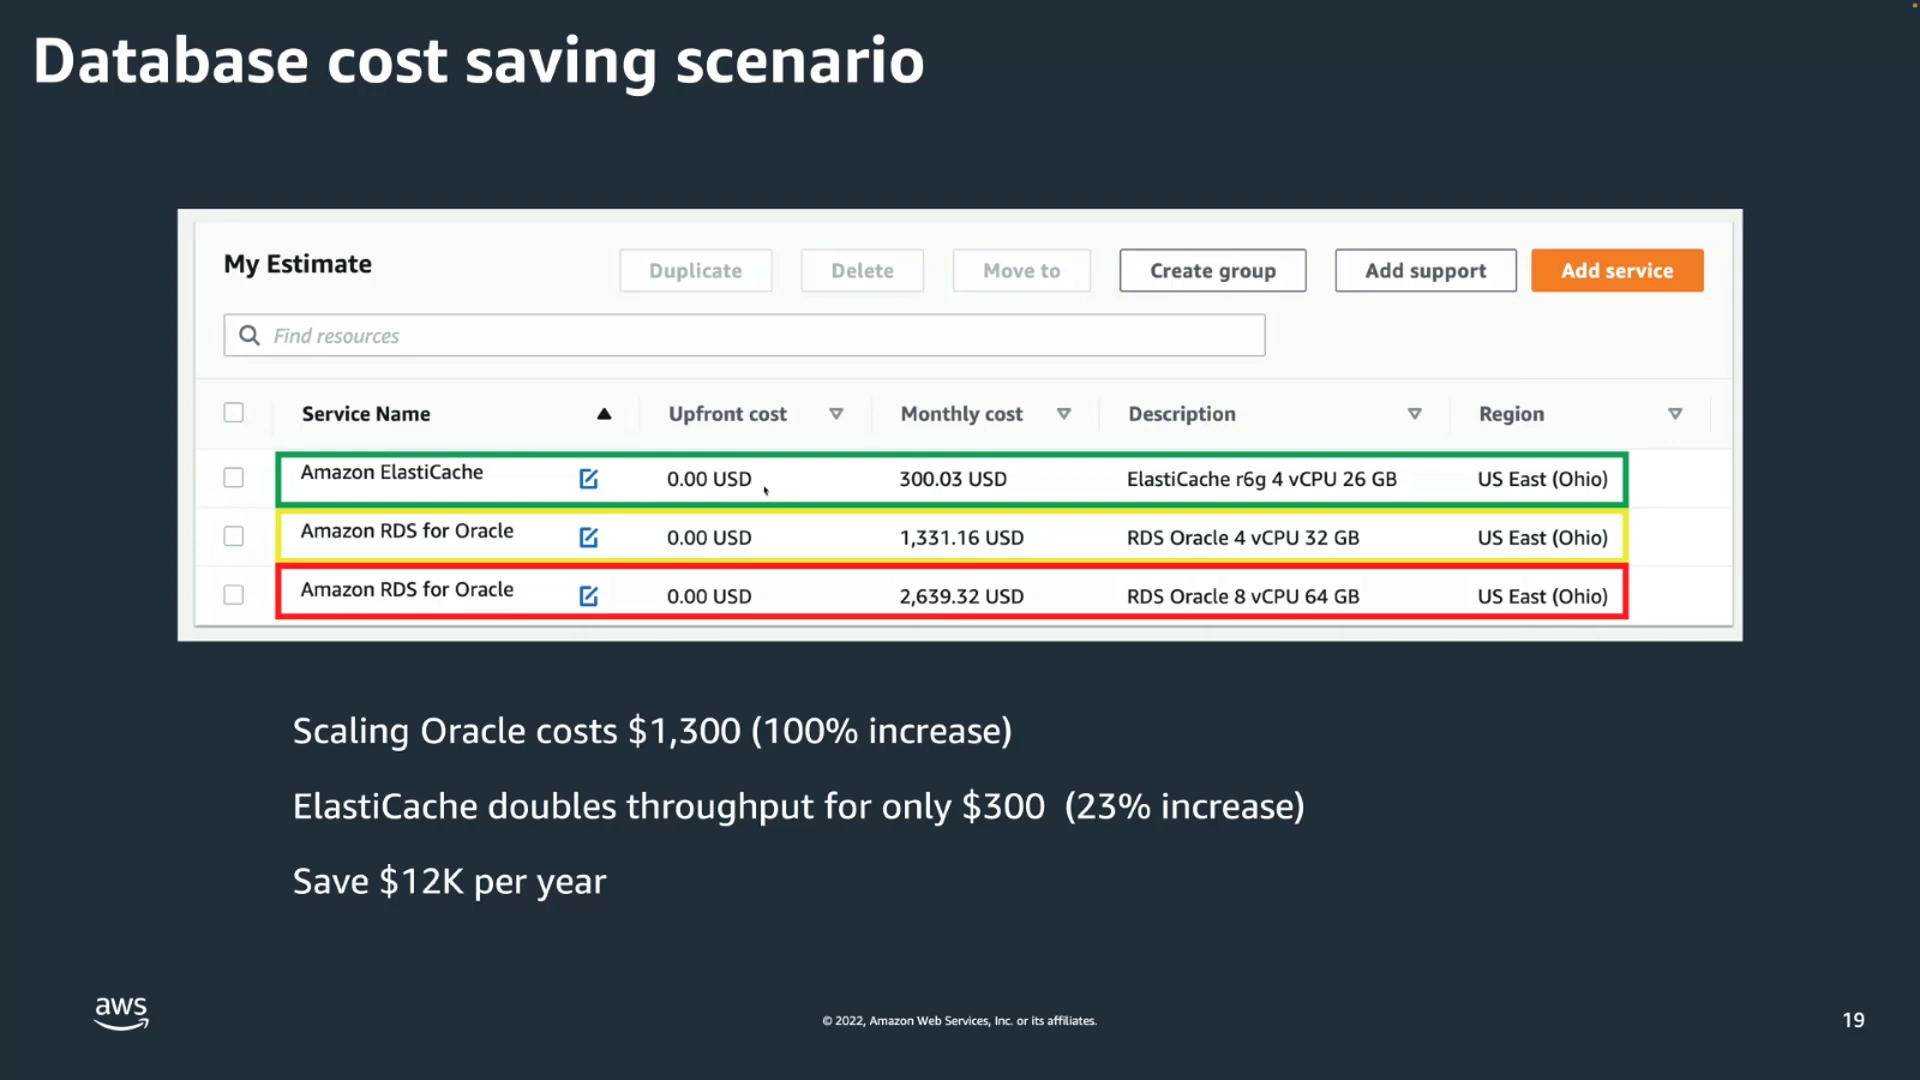 Database cost saving scenario
My Estimate
Duplicate
Delete
Move to
Create group
Add support
Add service
Find resources
Service Name Upfront cost Monthly cost Description Region
Amazon ElastiCache 0.00 USD 300.03 USD ElastiCache r6g 4 vCPU 26 GB US East (Ohio)
Amazon RDS for Oracle 0.00 USD 1,331.16 USD RDS Oracle 4 vCPU 32 GB US East (Ohio)
Amazon RDS for Oracle 0.00 USD 2,639.32 USD RDS Oracle 8 vCPU 64 GB US East (Ohio)
Scaling Oracle costs $1,300 (100% increase)
ElastiCache doubles throughput for only $300 (23% increase)
Save $12K per year
aws
© 2022, Amazon Web Services, Inc. or its affiliates.
19